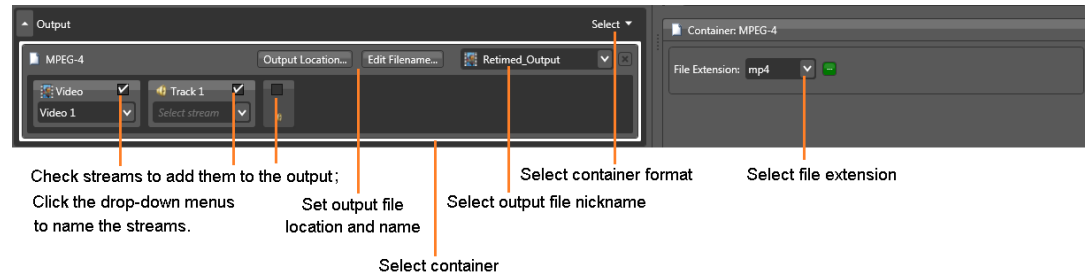 Output
Select
MPEG-4
Output Location...
Edit Filename...
Retimed_Output
Video
Track 1
Video 1
Select stream
Container: MPEG-4
File Extension: mp4
Check streams to add them to the output;
Click the drop-down menus
to name the streams.
Set output file
location and name
Select container
Select output file nickname
Select container format
Select file extension